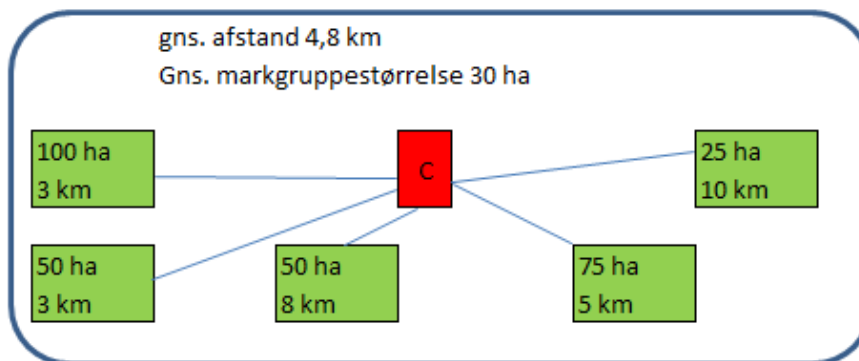 gns. afstand 4,8 km
Gns. markgruppestørrelse 30 ha
100 ha
3 km
C
25 ha
10 km
50 ha
3 km
50 ha
8 km
75 ha
5 km